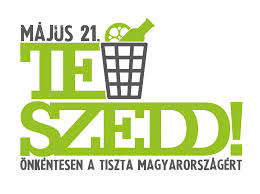 MÁJUS 21.
TE
SZEDD!
ÖNKÉNTESEN A TISZTA MAGYARORSZÁGÉRT